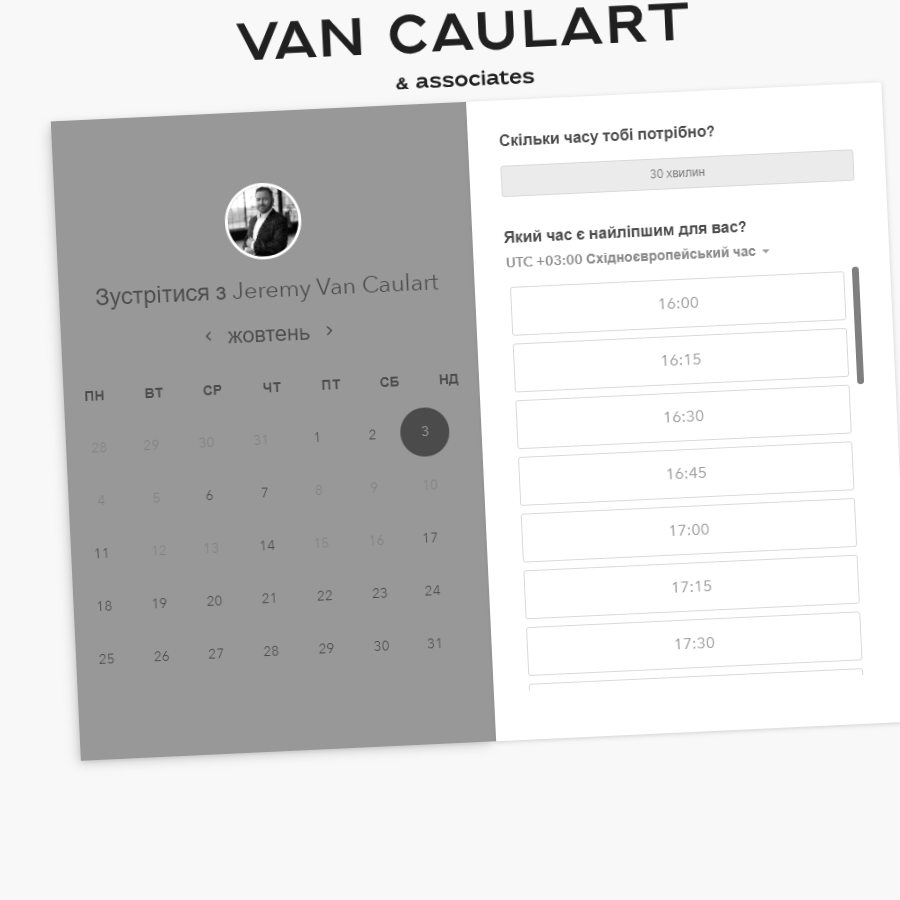 VAN CAULART
& associates
Зустрітися з Jeremy Van Caulart
‹ жовтень ›
ПН ВТ СР ЧТ ПТ СБ НД
28 29 30 31 1 2 3
4 5 6 7 8 9 10
11 12 13 14 15 16 17
18 19 20 21 22 23 24
25 26 27 28 29 30 31
Скільки часу тобі потрібно?
30 хвилин
Який час є найліпшим для вас?
UTC +03:00 Східноєвропейський час
16:00
16:15
16:30
16:45
17:00
17:15
17:30